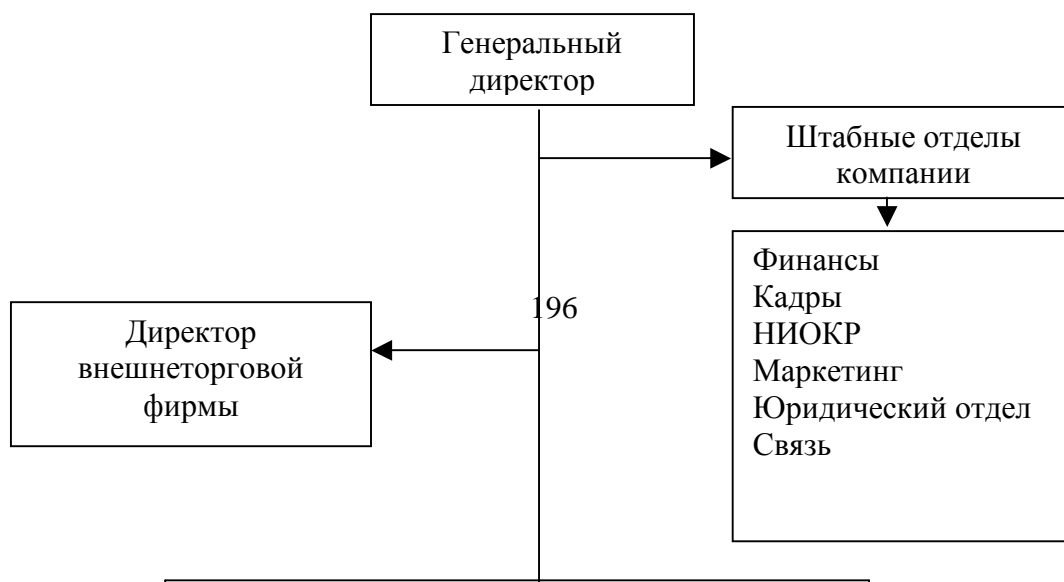 Генеральный
директор
Штабные отделы
компании
Финансы
Кадры
НИОКР
Маркетинг
Юридический отдел
Связь
196
Директор
внешнеторговой
фирмы